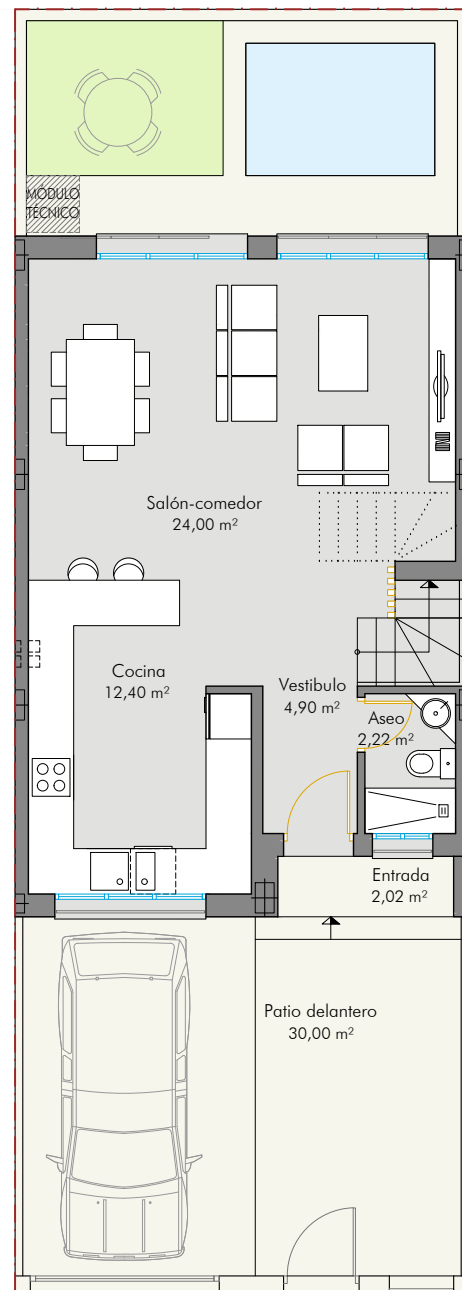 MÓDULO
TÉCNICO
Salón-comedor
24,00 m²
Cocina
12,40 m²
Vestibulo
4,90 m²
Aseo
2,22 m²
Entrada
2,02 m²
Patio delantero
30,00 m²